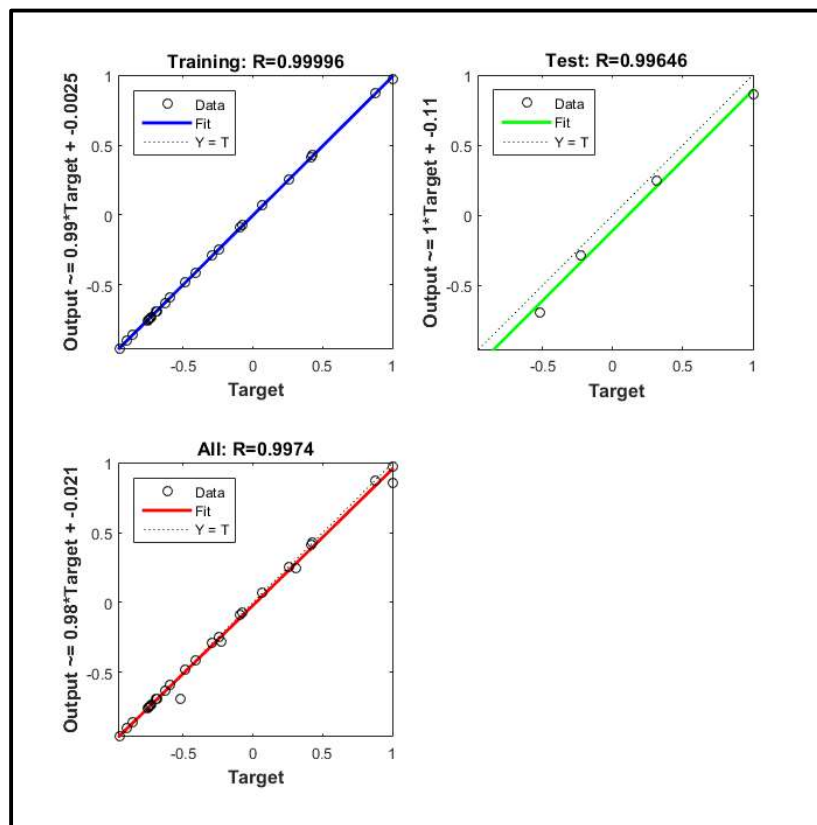 Training: R=0.99996
Output ~= 0.99*Target + -0.0025
1
0.5
0
-0.5
Data
Fit
Y = T
-0.5
0
0.5
1
Target
Test: R=0.99646
Output ~= 1*Target + -0.11
1
0.5
0
-0.5
Data
Fit
Y = T
-0.5
0
0.5
1
Target
All: R=0.9974
Output ~= 0.98*Target + -0.021
1
0.5
0
-0.5
Data
Fit
Y = T
-0.5
0
0.5
1
Target